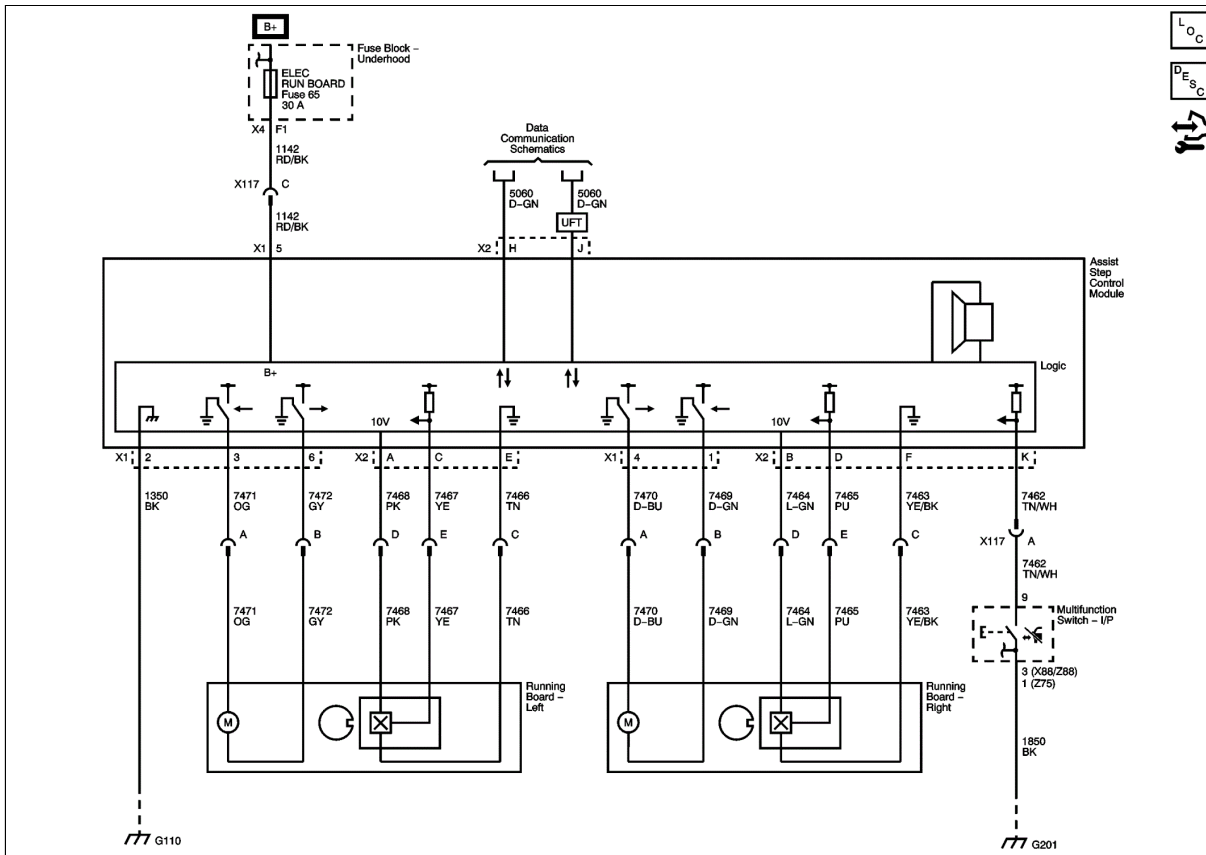 B+
Fuse Block –
Underhood
ELEC
RUN BOARD
Fuse 65
30 A
X4 F1
1142
RD/BK
X117 C
1142
RD/BK
X1 5
Data
Communication
Schematics
5060
D-GN
5060
D-GN
UFT
X2 H J
LOC
DESC
Assist
Step
Control
Module
Logic
B+
10V
10V
X1 2 3 6 X2 A C E X1 4 1 X2 B D F K
1350
BK
7471
OG
7472
GY
7468
PK
7467
YE
7466
TN
7470
D-BU
7469
D-GN
7464
L-GN
7465
PU
7463
YE/BK
7462
TN/WH
A B D E C A B D E C
X117 A
7471
OG
7472
GY
7468
PK
7467
YE
7466
TN
7470
D-BU
7469
D-GN
7464
L-GN
7465
PU
7463
YE/BK
7462
TN/WH
9
Multifunction
Switch – I/P
3 (X88/Z88)
1 (Z75)
Running
Board –
Left
M
Running
Board –
Right
M
1850
BK
G110
G201